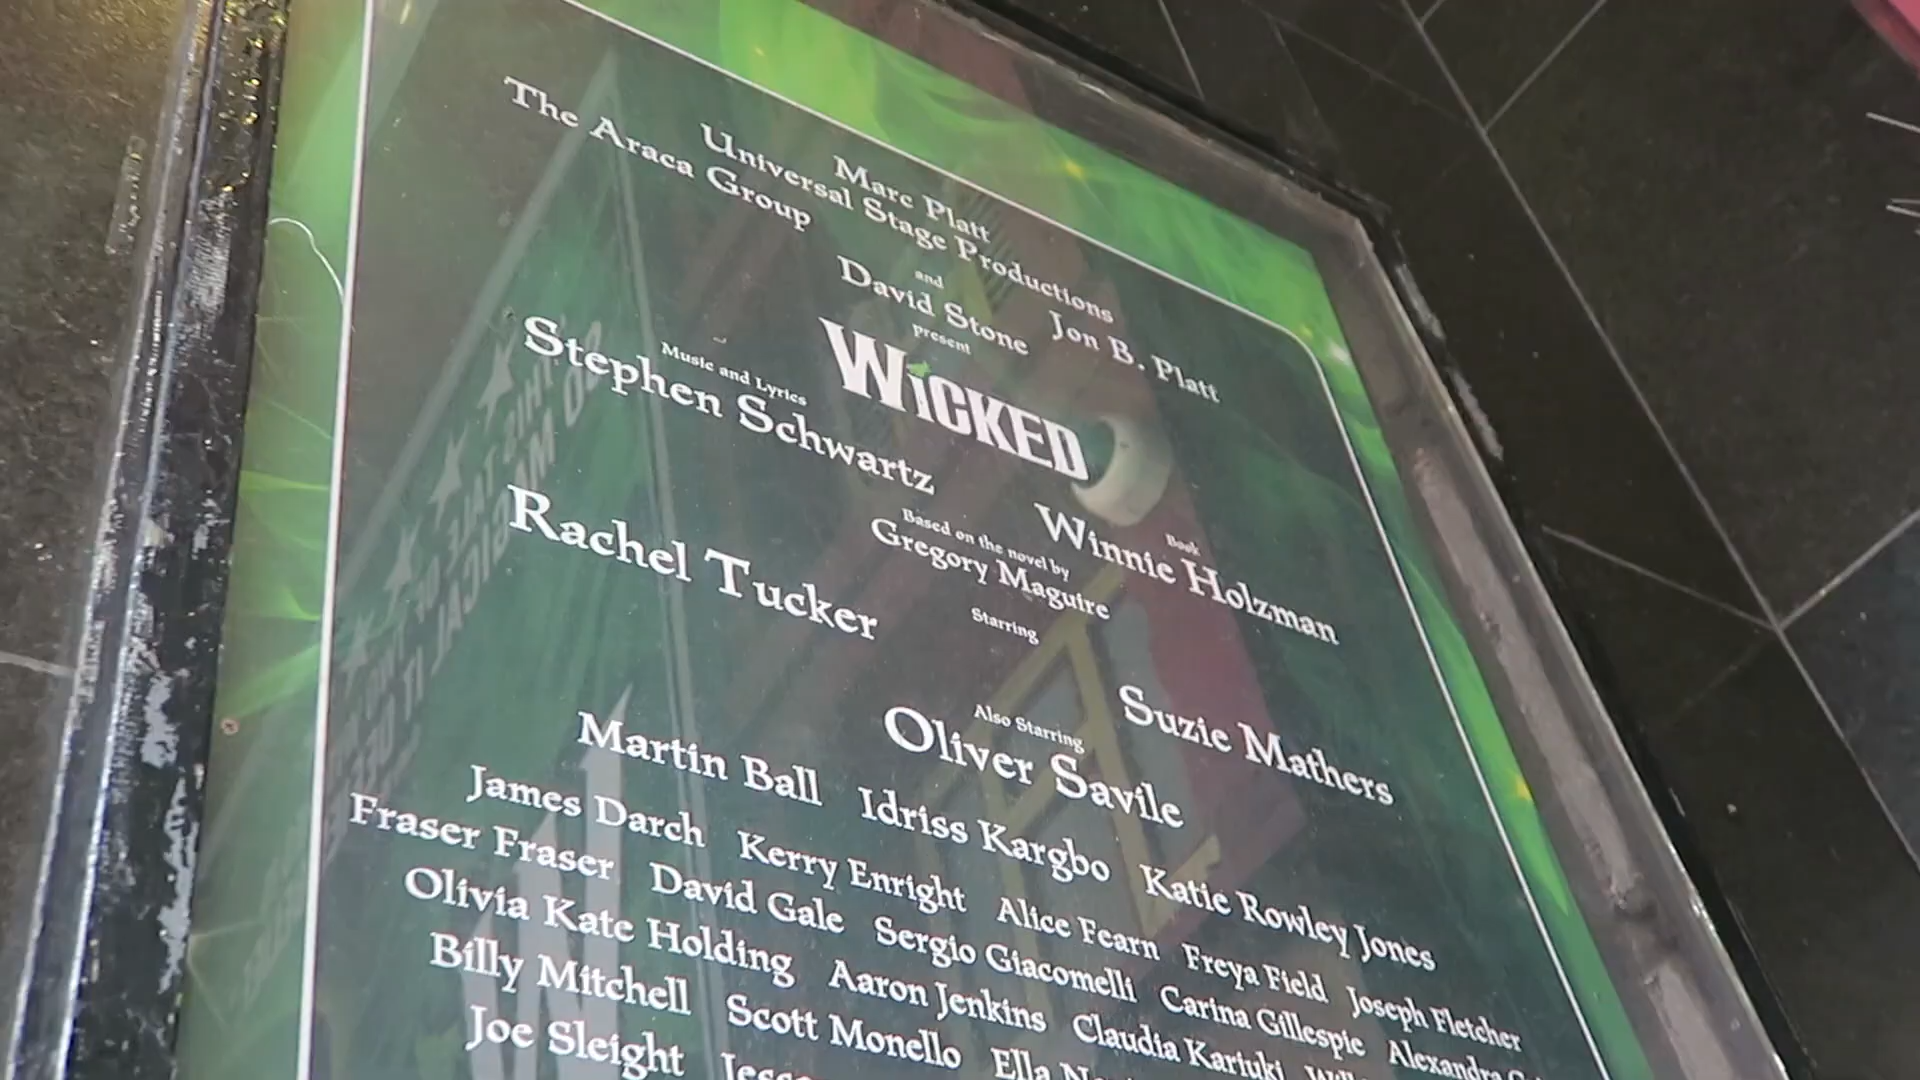 Marc Platt
Universal Stage Productions
The Araca Group Jon B. Platt
and
David Stone
Present
WICKED
Music and Lyrics Book
Stephen Schwartz Winnie Holzman
Based on the novel by
Gregory Maguire
Starring
Rachel Tucker Suzie Mathers
Also Starring
Oliver Savile
Martin Ball Idriss Kargbo Katie Rowley Jones
James Darch Kerry Enright Alice Fearn Freya Field Joseph Fletcher
Fraser Fraser David Gale Sergio Giacomelli Carina Gillespie Alexandra
Olivia Kate Holding Aaron Jenkins Claudia Kariuki
Billy Mitchell Scott Monello Ella
Joe Sleight